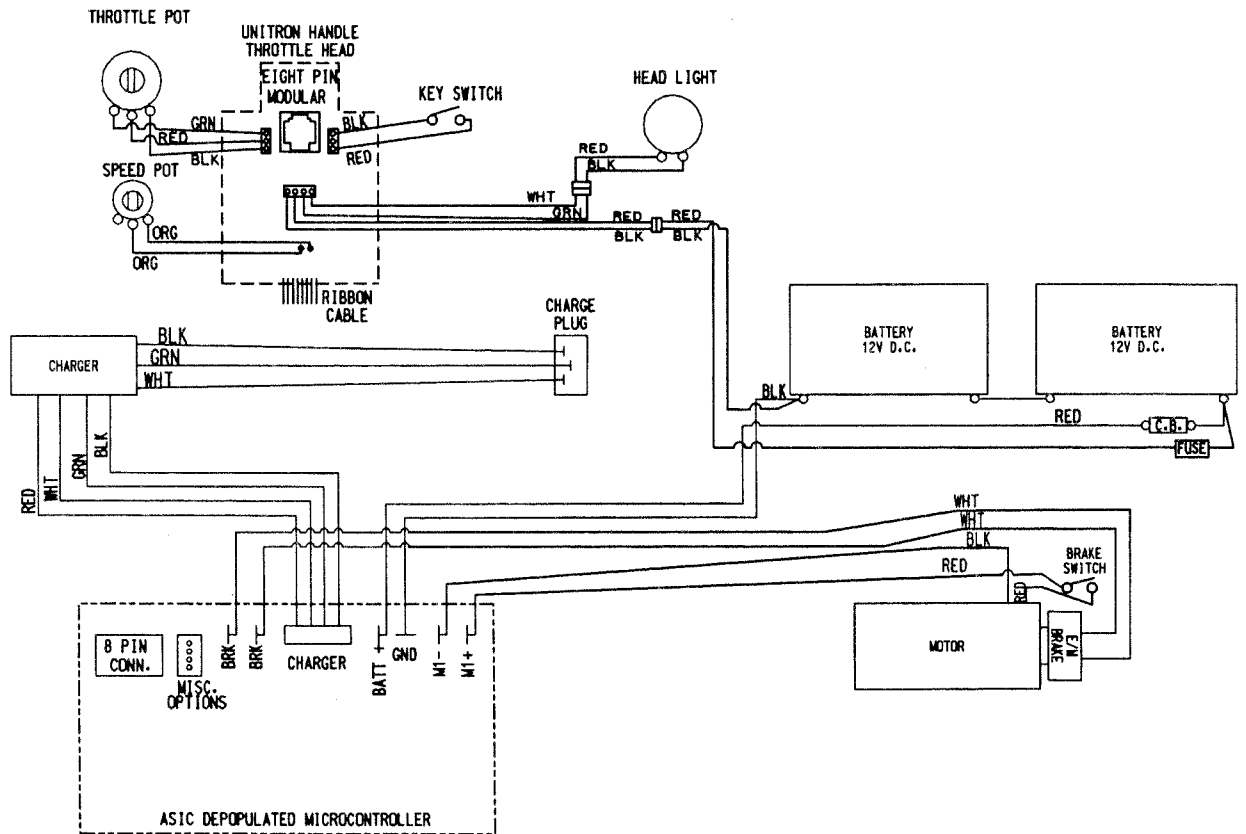 THROTTLE POT
UNITRON HANDLE
THROTTLE HEAD
EIGHT PIN
MODULAR
HEAD LIGHT
KEY SWITCH
GRN
RED
BLK
BLK
RED
SPEED POT
RED
BLK
WHT
GRN
RED
RED
BLK
BLK
ORG
ORG
RIBBON
CABLE
CHARGE
PLUG
BLK
GRN
WHT
CHARGER
BATTERY
12V D.C.
BATTERY
12V D.C.
BLK
RED
C.B.
FUSE
RED
WHT
GRN
BLK
WHT
WHT
BLK
RED
BRAKE
SWITCH
RED
MOTOR
E/M
BRAKE
8 PIN
CONN.
MISC.
OPTIONS
BRK-
BRK-
CHARGER
BATT +
GND
M1-
M1+
ASIC DEPOPULATED MICROCONTROLLER